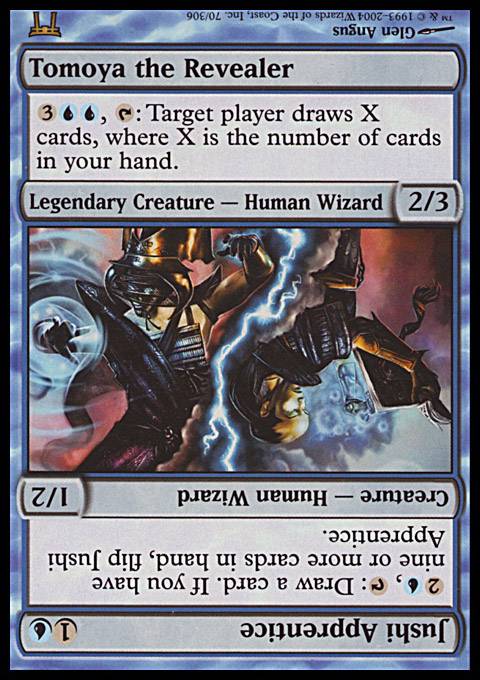 ™ & © 1993-2004 Wizards of the Coast, Inc. 70/306
Glen Angus
Tomoya the Revealer
3, : Target player draws X
cards, where X is the number of cards
in your hand.
Legendary Creature — Human Wizard 2/3
Jushi Apprentice 1
2, : Draw a card. If you have
nine or more cards in hand, flip Jushi
Apprentice.
Creature — Human Wizard 1/2